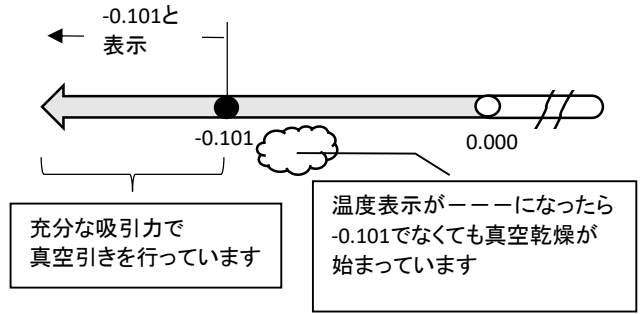 -0.101と
表示
-0.101
0.000
充分な吸引力で
真空引きを行っています
温度表示がーーーになったら
-0.101でなくても真空乾燥が
始まっています